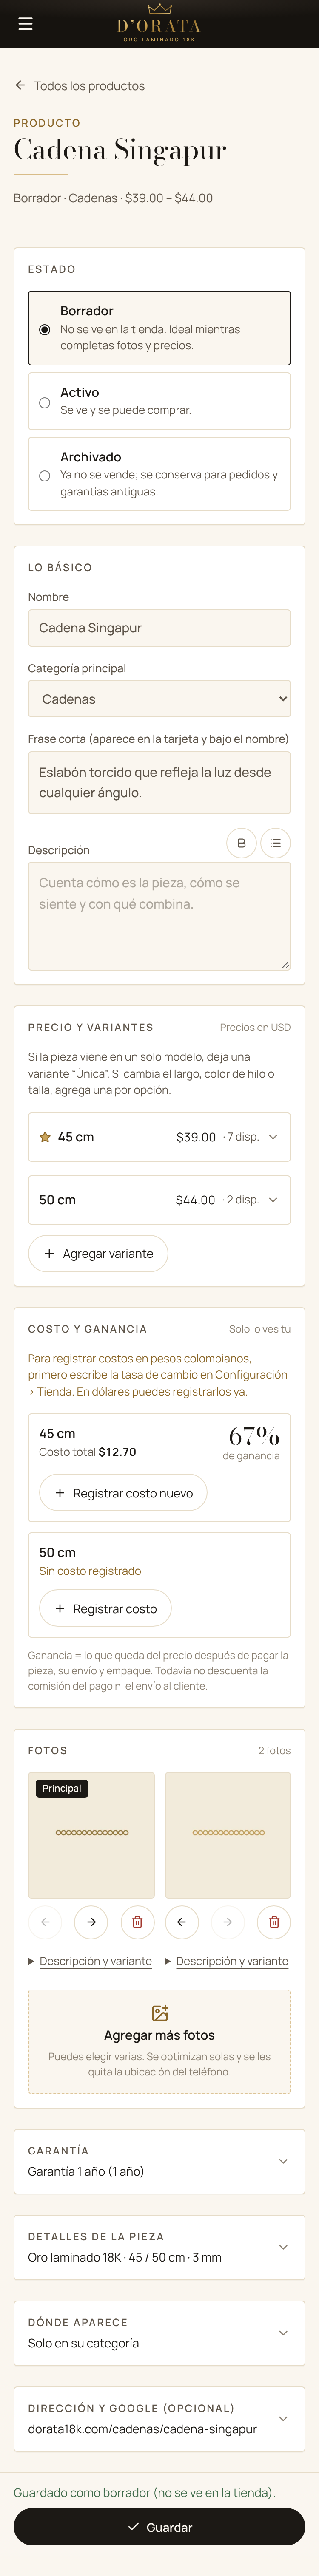 D'ORATA
ORO LAMINADO 18K
Todos los productos
PRODUCTO
Cadena Singapur
Borrador · Cadenas · $39.00 – $44.00
ESTADO
Borrador
No se ve en la tienda. Ideal mientras
completas fotos y precios.
Activo
Se ve y se puede comprar.
Archivado
Ya no se vende; se conserva para pedidos y
garantías antiguas.
LO BÁSICO
Nombre
Cadena Singapur
Categoría principal
Cadenas
Frase corta (aparece en la tarjeta y bajo el nombre)
Eslabón torcido que refleja la luz desde
cualquier ángulo.
Descripción
B
Cuenta cómo es la pieza, cómo se
siente y con qué combina.
PRECIO Y VARIANTES Precios en USD
Si la pieza viene en un solo modelo, deja una
variante “Única”. Si cambia el largo, color de hilo o
talla, agrega una por opción.
45 cm $39.00 · 7 disp.
50 cm $44.00 · 2 disp.
Agregar variante
COSTO Y GANANCIA Solo lo ves tú
Para registrar costos en pesos colombianos,
primero escribe la tasa de cambio en Configuración
› Tienda. En dólares puedes registrarlos ya.
45 cm 67%
Costo total $12.70 de ganancia
Registrar costo nuevo
50 cm
Sin costo registrado
Registrar costo
Ganancia = lo que queda del precio después de pagar la
pieza, su envío y empaque. Todavía no descuenta la
comisión del pago ni el envío al cliente.
FOTOS 2 fotos
Principal
Descripción y variante Descripción y variante
Agregar más fotos
Puedes elegir varias. Se optimizan solas y se les
quita la ubicación del teléfono.
GARANTÍA
Garantía 1 año (1 año)
DETALLES DE LA PIEZA
Oro laminado 18K · 45 / 50 cm · 3 mm
DÓNDE APARECE
Solo en su categoría
DIRECCIÓN Y GOOGLE (OPCIONAL)
dorata18k.com/cadenas/cadena-singapur
Guardado como borrador (no se ve en la tienda).
Guardar